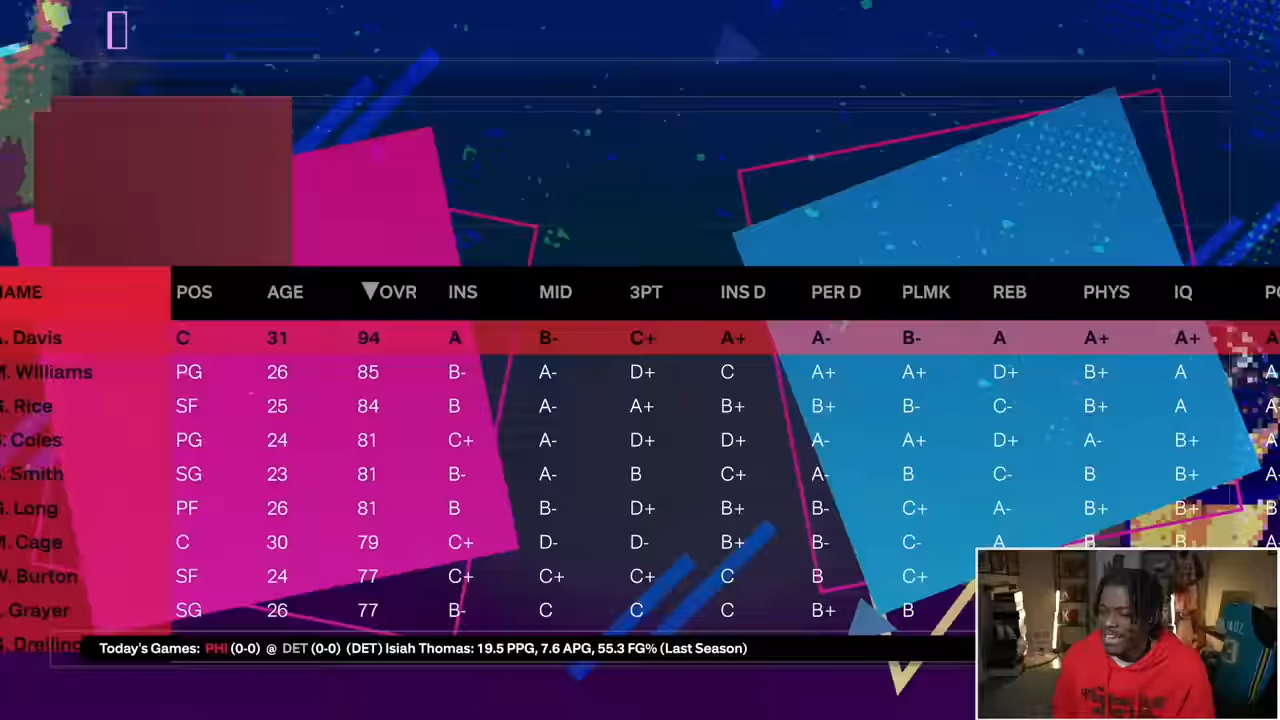 AME POS AGE ▼OVR INS MID 3PT INS D PER D PLMK REB PHYS IQ PO
. Davis C 31 94 A B- C+ A+ A- B- A A+ A+ A
M. Williams PG 26 85 B- A- D+ C A+ A+ D+ B+ A A
G. Rice SF 25 84 B A- A+ B+ B+ B- C- B+ A A-
. Coles PG 24 81 C+ A- D+ D+ A- A+ D+ A- B+ A
. Smith SG 23 81 B- A- B C+ A- B C- B B+ A-
. Long PF 26 81 B B- D+ B+ B- C+ A- B+ B+ B
M. Cage C 30 79 C+ D- D- B+ B- C- A B B A-
W. Burton SF 24 77 C+ C+ C+ C B C+
. Grayer SG 26 77 B- C C C B+ B
. Dreiling
Today's Games: PHI (0-0) @ DET (0-0) (DET) Isiah Thomas: 19.5 PPG, 7.6 APG, 55.3 FG% (Last Season)